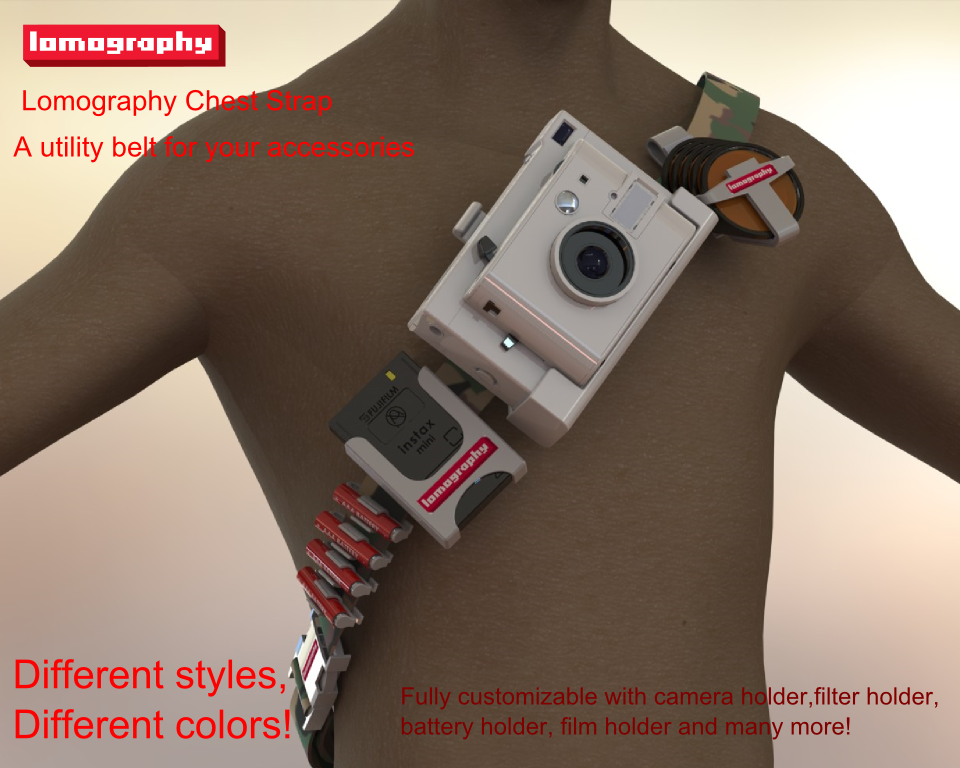 lomography
Lomography Chest Strap
A utility belt for your accessories
lomography
FUJIFILM
instax
mini
lomography
Different styles,
Different colors!
Fully customizable with camera holder,filter holder,
battery holder, film holder and many more!